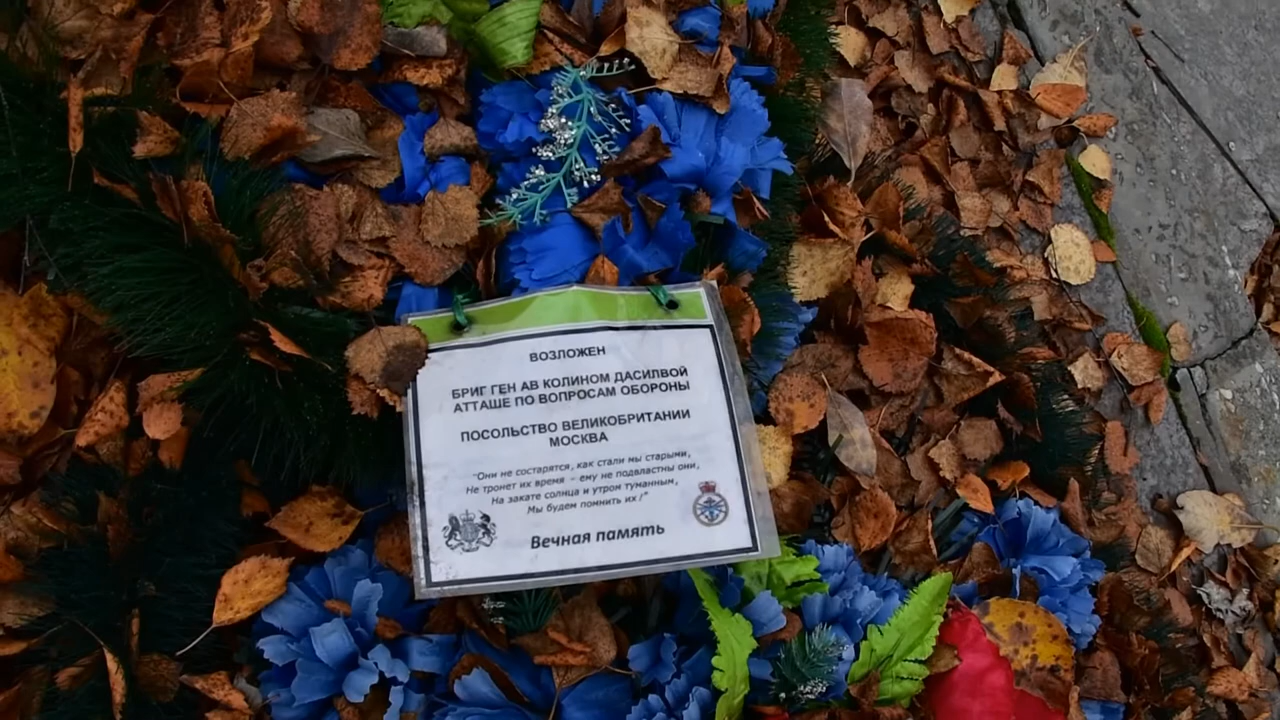 ВОЗЛОЖЕН
БРИГ ГЕН АВ КОЛИНОМ ДАСИЛВОЙ
АТТАШЕ ПО ВОПРОСАМ ОБОРОНЫ
ПОСОЛЬСТВО ВЕЛИКОБРИТАНИИ
МОСКВА
"Они не состарятся, как стали мы старыми,
Не тронет их время – ему не подвластны они,
На закате солнца и утром туманным,
Мы будем помнить их!"
Вечная память